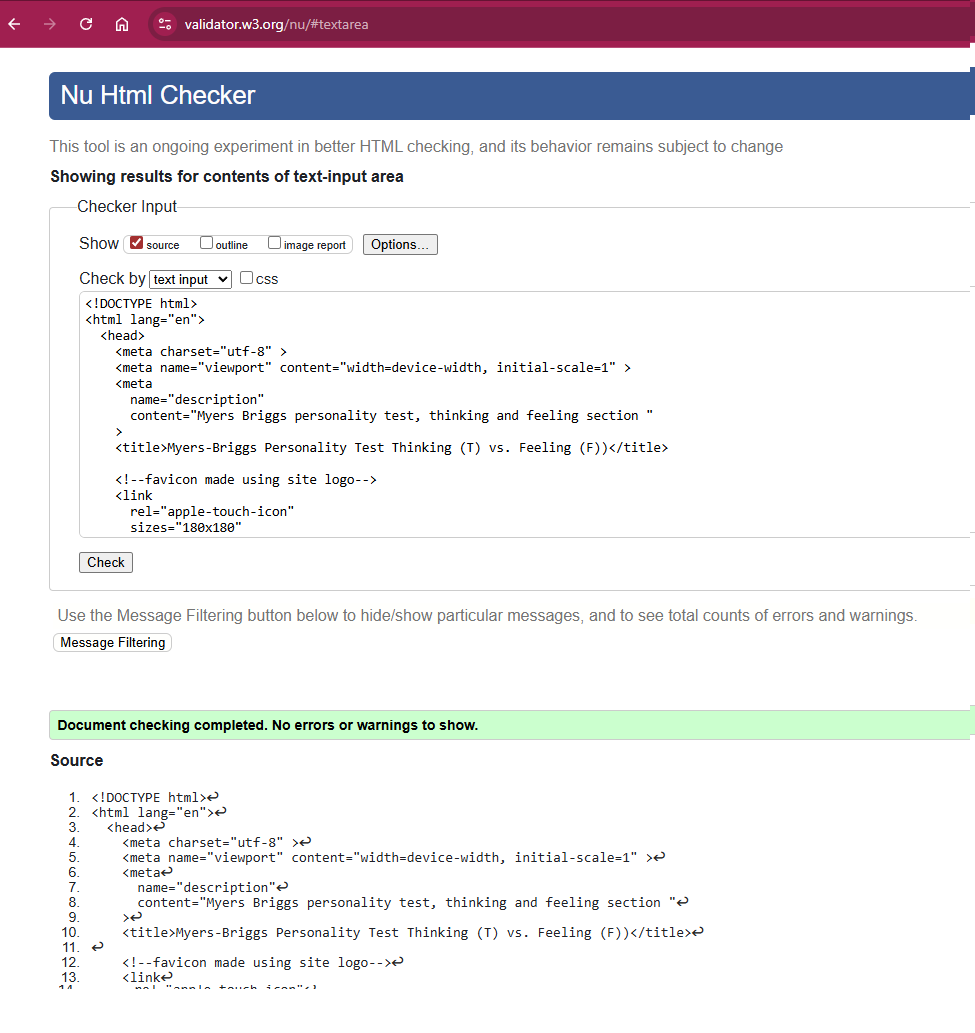 validator.w3.org/nu/#textarea
Nu Html Checker
This tool is an ongoing experiment in better HTML checking, and its behavior remains subject to change
Showing results for contents of text-input area
Checker Input
Show source outline image report Options...
Check by text input css
<!DOCTYPE html>
<html lang="en">
<head>
<meta charset="utf-8" >
<meta name="viewport" content="width=device-width, initial-scale=1" >
<meta
name="description"
content="Myers Briggs personality test, thinking and feeling section "
>
<title>Myers-Briggs Personality Test Thinking (T) vs. Feeling (F))</title>
<!--favicon made using site logo-->
<link
rel="apple-touch-icon"
sizes="180x180"
Check
Use the Message Filtering button below to hide/show particular messages, and to see total counts of errors and warnings.
Message Filtering
Document checking completed. No errors or warnings to show.
Source
1. <!DOCTYPE html>↩
2. <html lang="en">↩
3. <head>↩
4. <meta charset="utf-8" >↩
5. <meta name="viewport" content="width=device-width, initial-scale=1" >↩
6. <meta↩
7. name="description"↩
8. content="Myers Briggs personality test, thinking and feeling section "↩
9. >↩
10. <title>Myers-Briggs Personality Test Thinking (T) vs. Feeling (F))</title>↩
11. ↩
12. <!--favicon made using site logo-->↩
13. <link↩